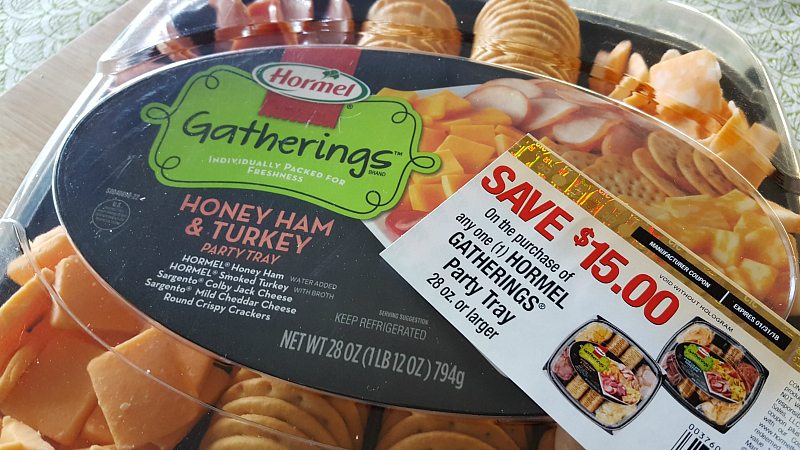 Hormel
Gatherings™
BRAND
INDIVIDUALLY PACKED FOR
FRESHNESS
HONEY HAM
& TURKEY
PARTY TRAY
HORMEL® Honey Ham
HORMEL® Smoked Turkey
WATER ADDED
WITH BROTH
Sargento® Colby Jack Cheese
Sargento® Mild Cheddar Cheese
Round Crispy Crackers
SERVING SUGGESTION
KEEP REFRIGERATED
NET WT 28 OZ (1 LB 12 OZ) 794g
SAVE $15.00
On the purchase of
any one (1) HORMEL
GATHERINGS®
Party Tray
28 oz. or larger
MANUFACTURER COUPON
EXPIRES 01/31/18
VOID WITHOUT HOLOGRAM